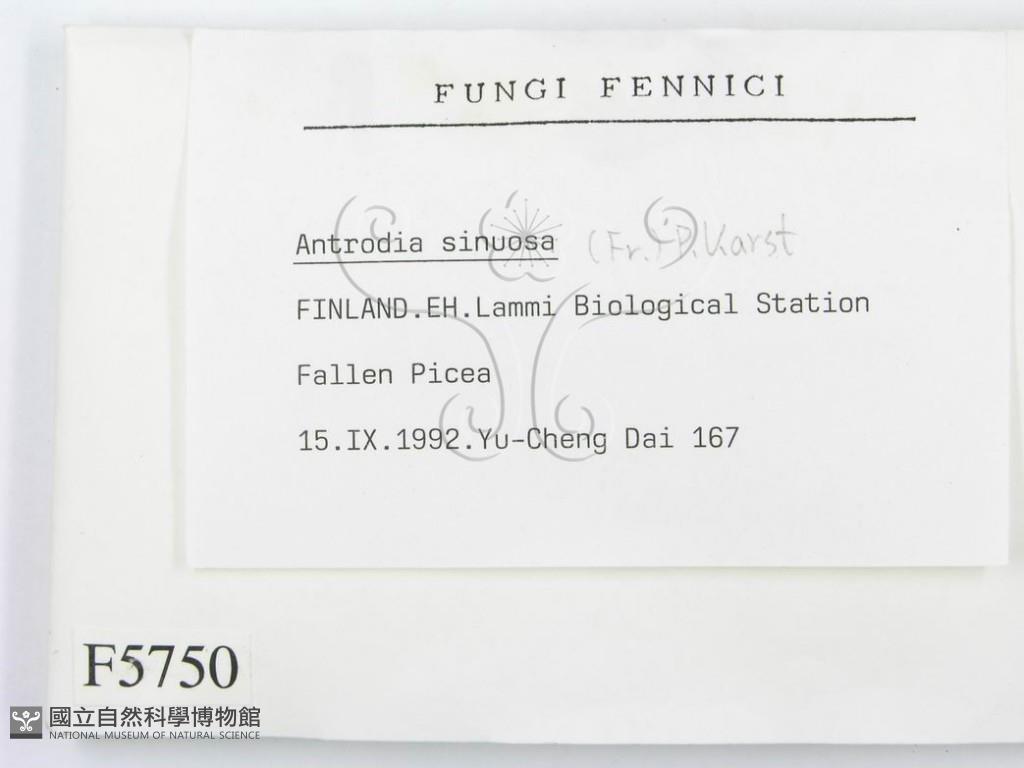 FUNGI FENNICI
Antrodia sinuosa (Fr.) P. Karst
FINLAND.EH.Lammi Biological Station
Fallen Picea
15.IX.1992.Yu-Cheng Dai 167
F5750
國立自然科學博物館
NATIONAL MUSEUM OF NATURAL SCIENCE